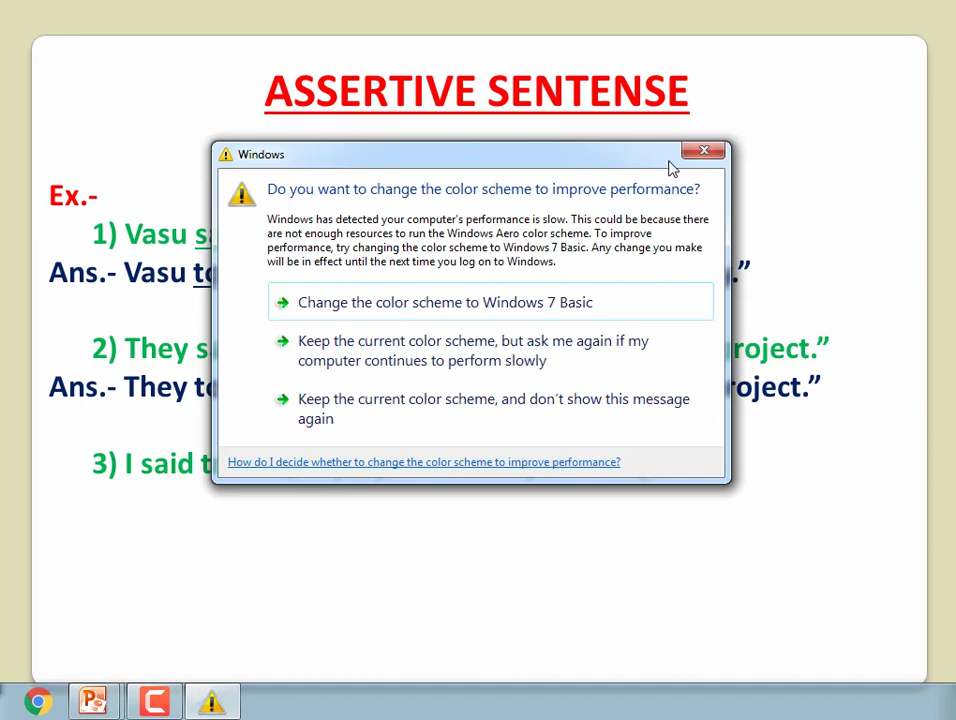 ASSERTIVE SENTENCE
Windows
Do you want to change the color scheme to improve performance?
Windows has detected your computer's performance is slow. This could be because there
are not enough resources to run the Windows Aero color scheme. To improve
performance, try changing the color scheme to Windows 7 Basic. Any change you make
will be in effect until the next time you log on to Windows.
Change the color scheme to Windows 7 Basic
Keep the current color scheme, but ask me again if my
computer continues to perform slowly
Keep the current color scheme, and don't show this message
again
How do I decide whether to change the color scheme to improve performance?
Ex.-
1) Vasu
Ans.- Vasu ”
2) They project.”
Ans.- They project.”
3) I said